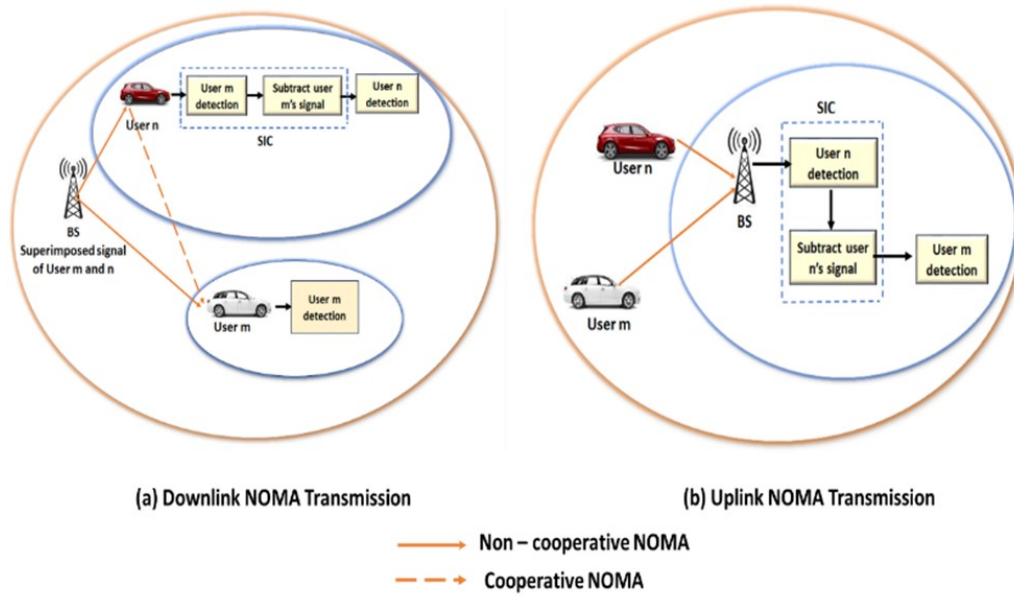 User m
detection
Subtract user
m's signal
User n
detection
User n
SIC
BS
Superimposed signal
of User m and n
User m
User m
detection
(a) Downlink NOMA Transmission
SIC
User n
BS
User n
detection
Subtract user
n's signal
User m
detection
User m
(b) Uplink NOMA Transmission
Non – cooperative NOMA
Cooperative NOMA